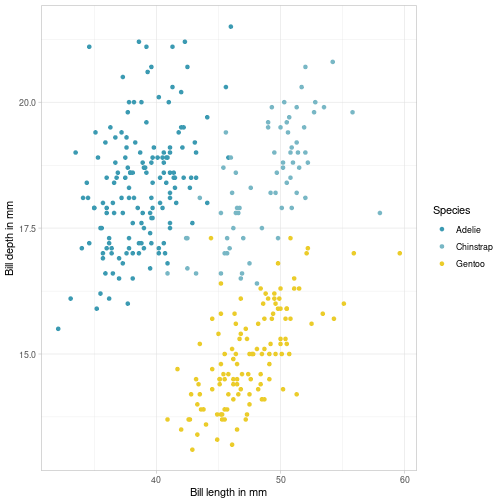 20.0
17.5
15.0
40
50
60
Bill depth in mm
Bill length in mm
Species
Adelie
Chinstrap
Gentoo